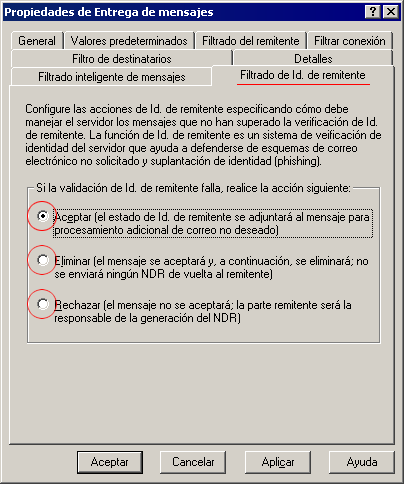 Propiedades de Entrega de mensajes
General
Valores predeterminados
Filtrado del remitente
Filtrar conexión
Filtro de destinatarios
Detalles
Filtrado inteligente de mensajes
Filtrado de Id. de remitente
Configure las acciones de Id. de remitente especificando cómo debe
manejar el servidor los mensajes que no han superado la verificación de Id.
de remitente. La función de Id. de remitente es un sistema de verificación de
identidad del servidor que ayuda a defenderse de esquemas de correo
electrónico no solicitado y suplantación de identidad (phishing).
Si la validación de Id. de remitente falla, realice la acción siguiente:
Aceptar (el estado de Id. de remitente se adjuntará al mensaje para
procesamiento adicional de correo no deseado)
Eliminar (el mensaje se aceptará y, a continuación, se eliminará; no
se enviará ningún NDR de vuelta al remitente)
Rechazar (el mensaje no se aceptará; la parte remitente será la
responsable de la generación del NDR)
Aceptar
Cancelar
Aplicar
Ayuda